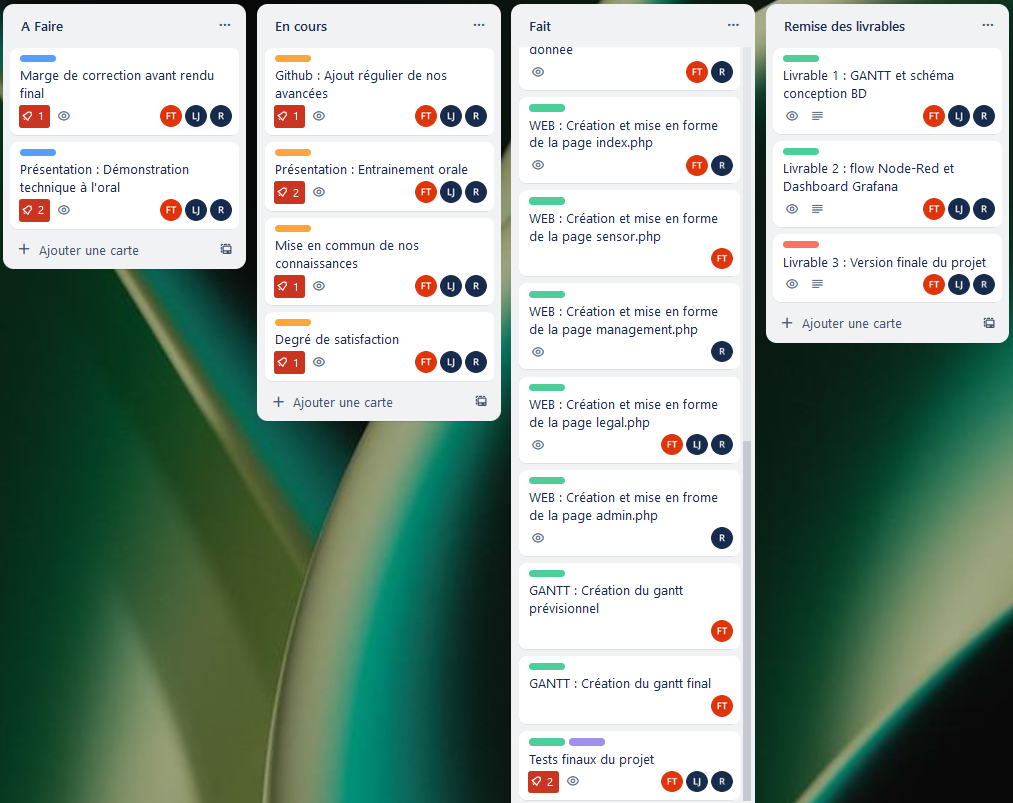 A Faire
Marge de correction avant rendu
final
1
FT LJ R
Présentation : Démonstration
technique à l'oral
2
FT LJ R
Ajouter une carte
En cours
Github : Ajout régulier de nos
avancées
1
FT LJ R
Présentation : Entrainement orale
2
FT LJ R
Mise en commun de nos
connaissances
1
FT LJ R
Degré de satisfaction
1
FT LJ R
Ajouter une carte
Fait
donnée
FT R
WEB : Création et mise en forme
de la page index.php
FT R
WEB : Création et mise en forme
de la page sensor.php
FT
WEB : Création et mise en forme
de la page management.php
R
WEB : Création et mise en forme
de la page legal.php
FT LJ R
WEB : Création et mise en frome
de la page admin.php
R
GANTT : Création du gantt
prévisionnel
FT
GANTT : Création du gantt final
FT
Tests finaux du projet
2
FT LJ R
Remise des livrables
Livrable 1 : GANTT et schéma
conception BD
FT LJ R
Livrable 2 : flow Node-Red et
Dashboard Grafana
FT LJ R
Livrable 3 : Version finale du projet
FT LJ R
Ajouter une carte